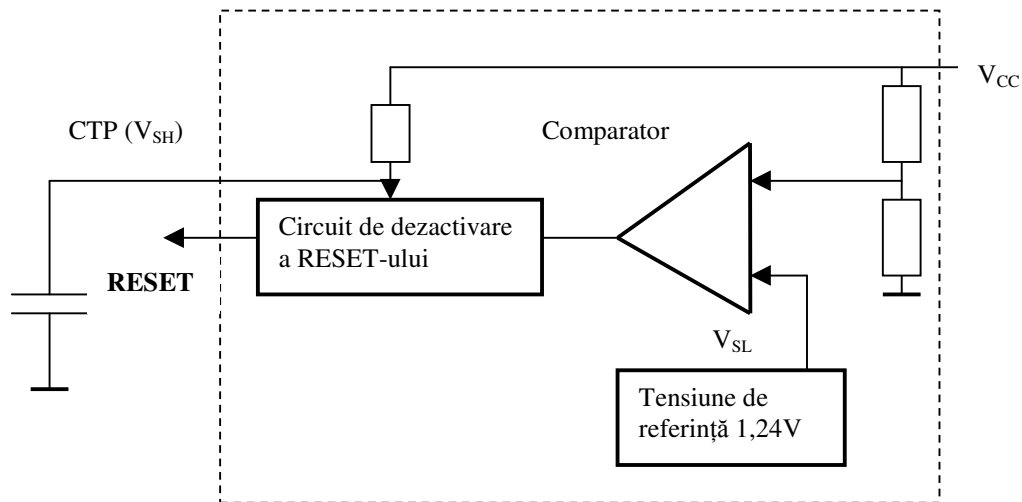 V_CC
CTP (V_SH)
Comparator
Circuit de dezactivare
a RESET-ului
RESET
V_SL
Tensiune de
referință 1,24V